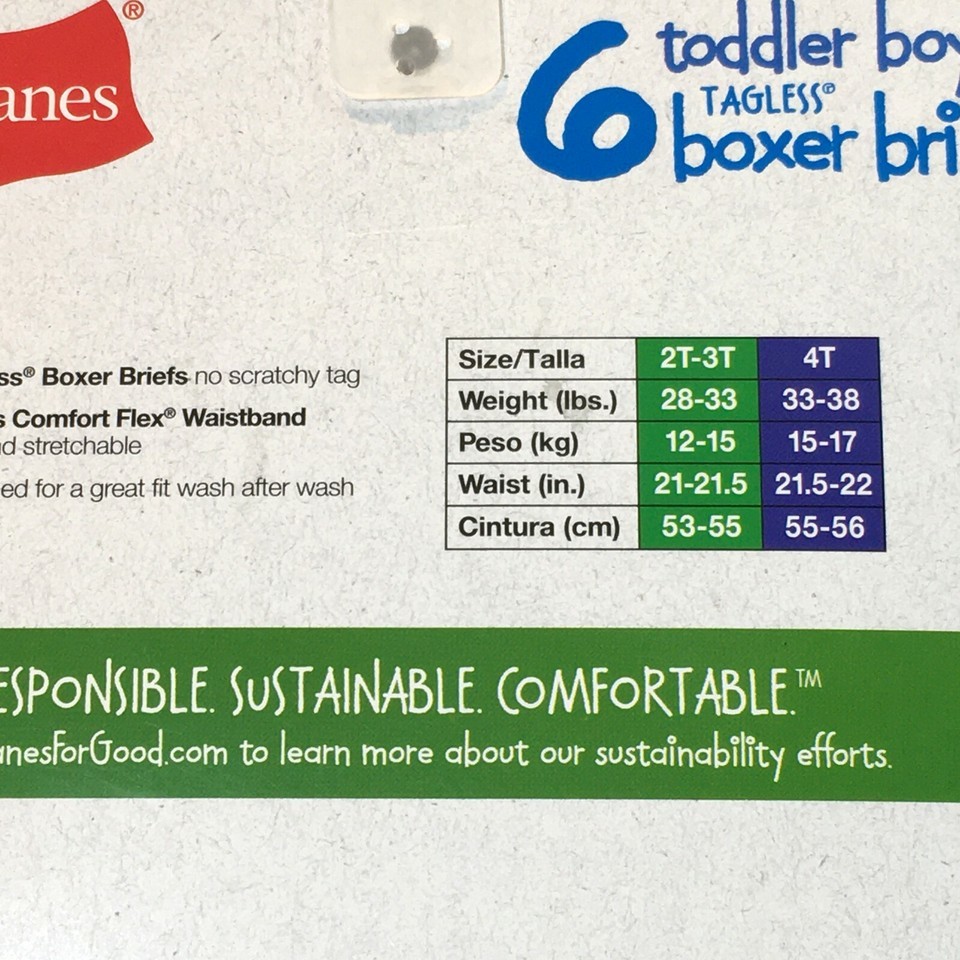 anes®
6 toddler boy
TAGLESS®
boxer bri
ss® Boxer Briefs no scratchy tag
s Comfort Flex® Waistband
d stretchable
ed for a great fit wash after wash
Size/Talla 2T-3T 4T
Weight (lbs.) 28-33 33-38
Peso (kg) 12-15 15-17
Waist (in.) 21-21.5 21.5-22
Cintura (cm) 53-55 55-56
ESPONSIBLE. SUSTAINABLE. COMFORTABLE.™
anesForGood.com to learn more about our sustainability efforts.